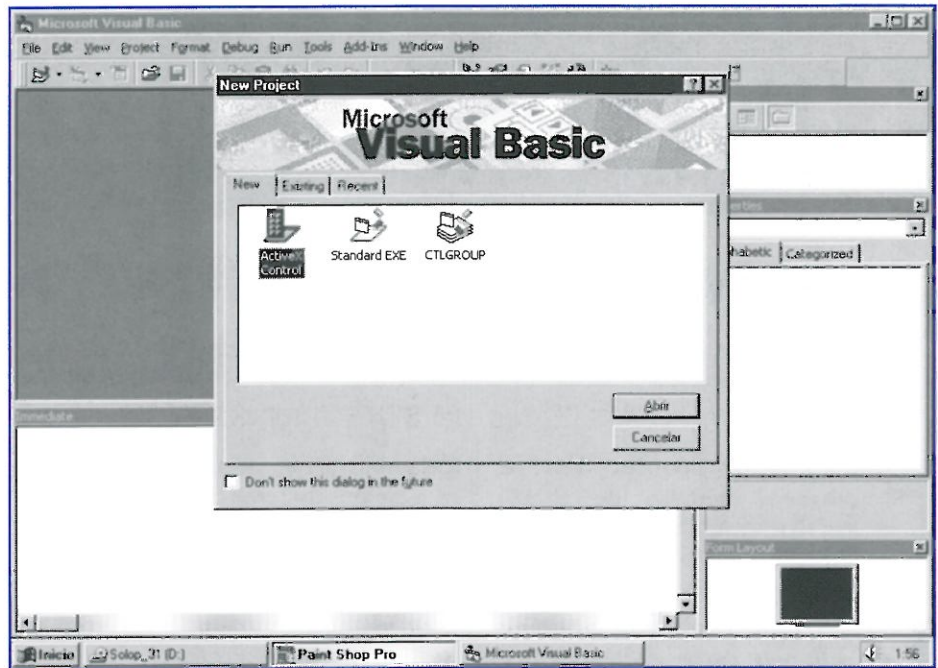 Microsoft Visual Basic
File Edit View Project Format Debug Run Tools Add-Ins Window Help
New Project
Microsoft
Visual Basic
New Existing Recent
ActiveX
Control
Standard EXE
CTLGROUP
Abrir
Cancelar
Don't show this dialog in the future
erties
habetic Categorized
Immediate
Form Layout
Inicio
Solop_31 (D:)
Paint Shop Pro
Microsoft Visual Basic
1:56